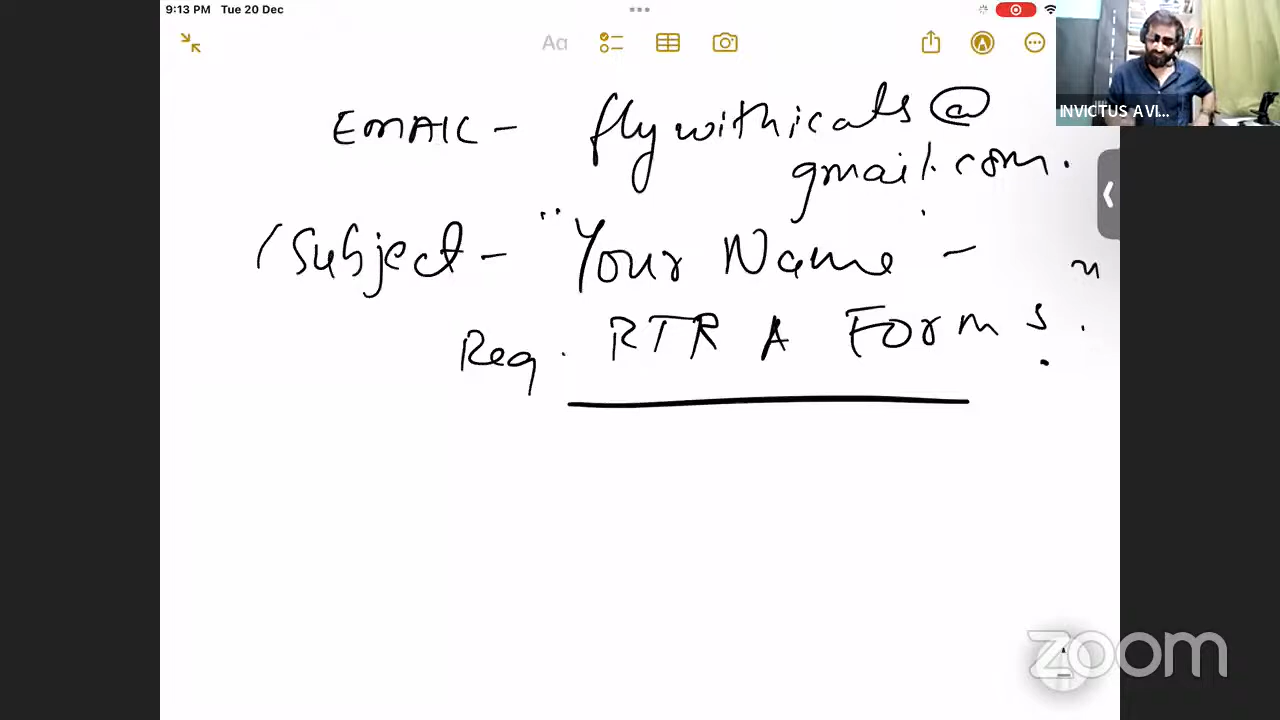 9:13 PM Tue 20 Dec
Aa
INVICTUS AVI...
EMAIL - flywithicats@
gmail.com.
(Subject - "Your Name" -
Req. RTR A Forms.
zoom